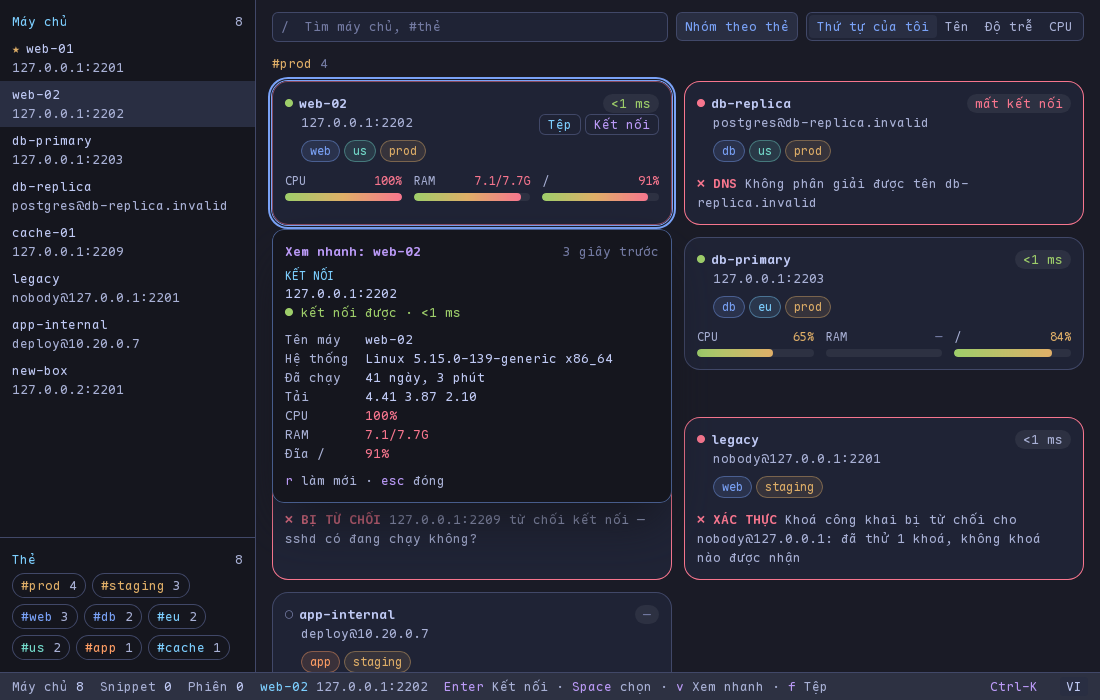 Máy chủ 8
★ web-01
127.0.0.1:2201
web-02
127.0.0.1:2202
db-primary
127.0.0.1:2203
db-replica
postgres@db-replica.invalid
cache-01
127.0.0.1:2209
legacy
nobody@127.0.0.1:2201
app-internal
deploy@10.20.0.7
new-box
127.0.0.2:2201
Thẻ 8
#prod 4 #staging 3
#web 3 #db 2 #eu 2
#us 2 #app 1 #cache 1
/ Tìm máy chủ, #thẻ
Nhóm theo thẻ
Thứ tự của tôi Tên Độ trễ CPU
#prod 4
web-02 <1 ms
127.0.0.1:2202 Tệp Kết nối
web us prod
CPU 100% RAM 7.1/7.7G / 91%
Xem nhanh: web-02 3 giây trước
KẾT NỐI
127.0.0.1:2202
kết nối được · <1 ms
Tên máy web-02
Hệ thống Linux 5.15.0-139-generic x86_64
Đã chạy 41 ngày, 3 phút
Tải 4.41 3.87 2.10
CPU 100%
RAM 7.1/7.7G
Đĩa / 91%
r làm mới · esc đóng
× BỊ TỪ CHỐI 127.0.0.1:2209 từ chối kết nối —
sshd có đang chạy không?
app-internal —
deploy@10.20.0.7
app staging
db-replica mất kết nối
postgres@db-replica.invalid
db us prod
× DNS Không phân giải được tên db-
replica.invalid
db-primary <1 ms
127.0.0.1:2203
db eu prod
CPU 65% RAM — / 84%
legacy <1 ms
nobody@127.0.0.1:2201
web staging
× XÁC THỰC Khoá công khai bị từ chối cho
nobody@127.0.0.1: đã thử 1 khoá, không khoá
nào được nhận
Máy chủ 8 Snippet 0 Phiên 0 web-02 127.0.0.1:2202 Enter Kết nối · Space chọn · v Xem nhanh · f Tệp Ctrl-K VI